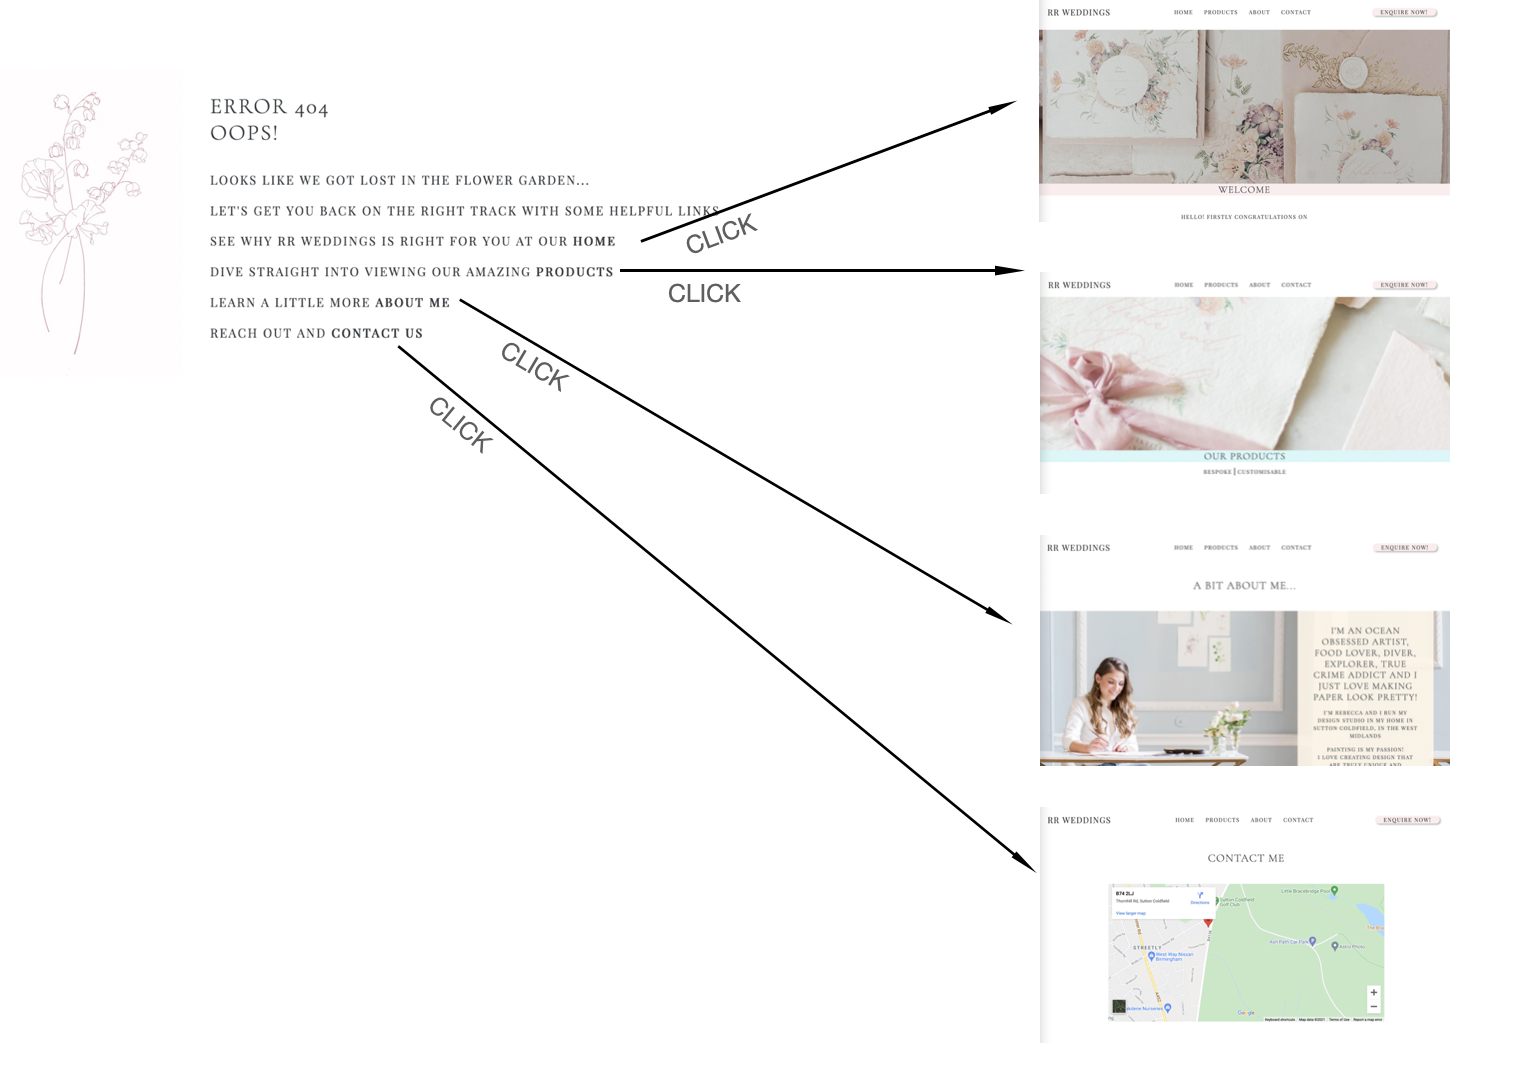 ERROR 404
OOPS!
LOOKS LIKE WE GOT LOST IN THE FLOWER GARDEN...
LET'S GET YOU BACK ON THE RIGHT TRACK WITH SOME HELPFUL LINKS
SEE WHY RR WEDDINGS IS RIGHT FOR YOU AT OUR HOME
DIVE STRAIGHT INTO VIEWING OUR AMAZING PRODUCTS
LEARN A LITTLE MORE ABOUT ME
REACH OUT AND CONTACT US
CLICK
CLICK
CLICK
CLICK
RR WEDDINGS HOME PRODUCTS ABOUT CONTACT ENQUIRE NOW!
WELCOME
HELLO! FIRSTLY CONGRATULATIONS ON
RR WEDDINGS HOME PRODUCTS ABOUT CONTACT ENQUIRE NOW!
OUR PRODUCTS
BESPOKE | CUSTOMISABLE
RR WEDDINGS HOME PRODUCTS ABOUT CONTACT ENQUIRE NOW!
A BIT ABOUT ME...
I'M AN OCEAN
OBSESSED ARTIST,
FOOD LOVER, DIVER,
EXPLORER, TRUE
CRIME ADDICT AND I
JUST LOVE MAKING
PAPER LOOK PRETTY!
I'M REBECCA AND I RUN MY
DESIGN STUDIO IN MY HOME IN
SUTTON COLDFIELD, IN THE WEST
MIDLANDS
PAINTING IS MY PASSION!
I LOVE CREATING DESIGN THAT
ARE TRULY UNIQUE AND
RR WEDDINGS HOME PRODUCTS ABOUT CONTACT ENQUIRE NOW!
CONTACT ME
B74 2LJ
Thornhill Rd, Sutton Coldfield
Directions
View larger map
Little Bracebridge Pool
Sutton Coldfield
Golf Club
STREETLY
West Way Nissan
Birmingham
A452
Google
Keyboard shortcuts Map data ©2021 Terms of Use Report a map error